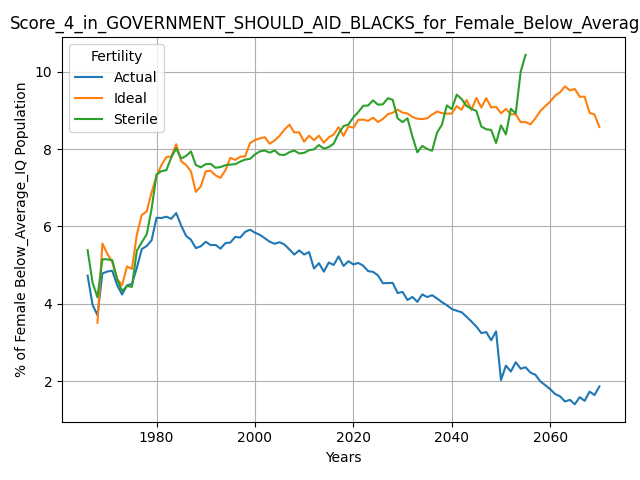 Score_4_in_GOVERNMENT_SHOULD_AID_BLACKS_for_Female_Below_Averag
Fertility
Actual
Ideal
Sterile
% of Female Below_Average_IQ Population
10
8
6
4
2
1980 2000 2020 2040 2060
Years